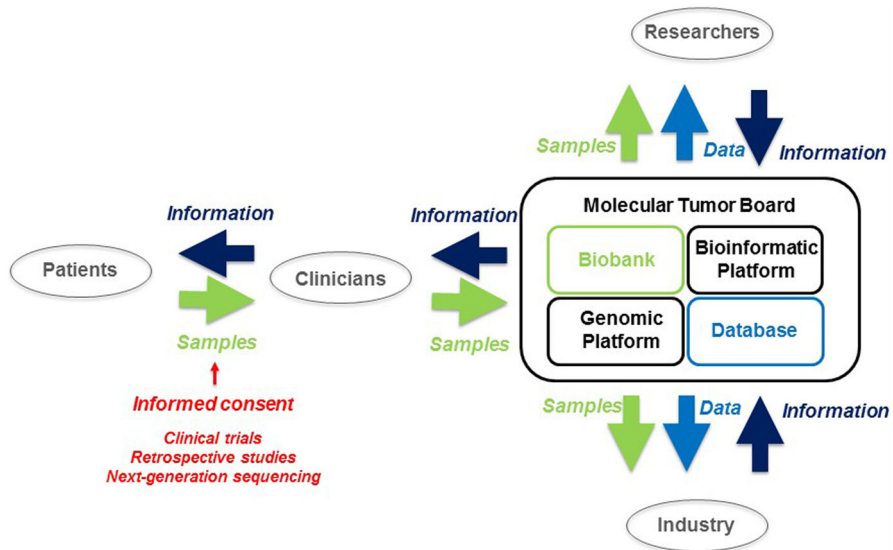 Researchers
Samples
Data
Information
Molecular Tumor Board
Biobank
Bioinformatic
Platform
Genomic
Platform
Database
Information
Information
Patients
Clinicians
Samples
Samples
Informed consent
Clinical trials
Retrospective studies
Next-generation sequencing
Samples
Data
Information
Industry